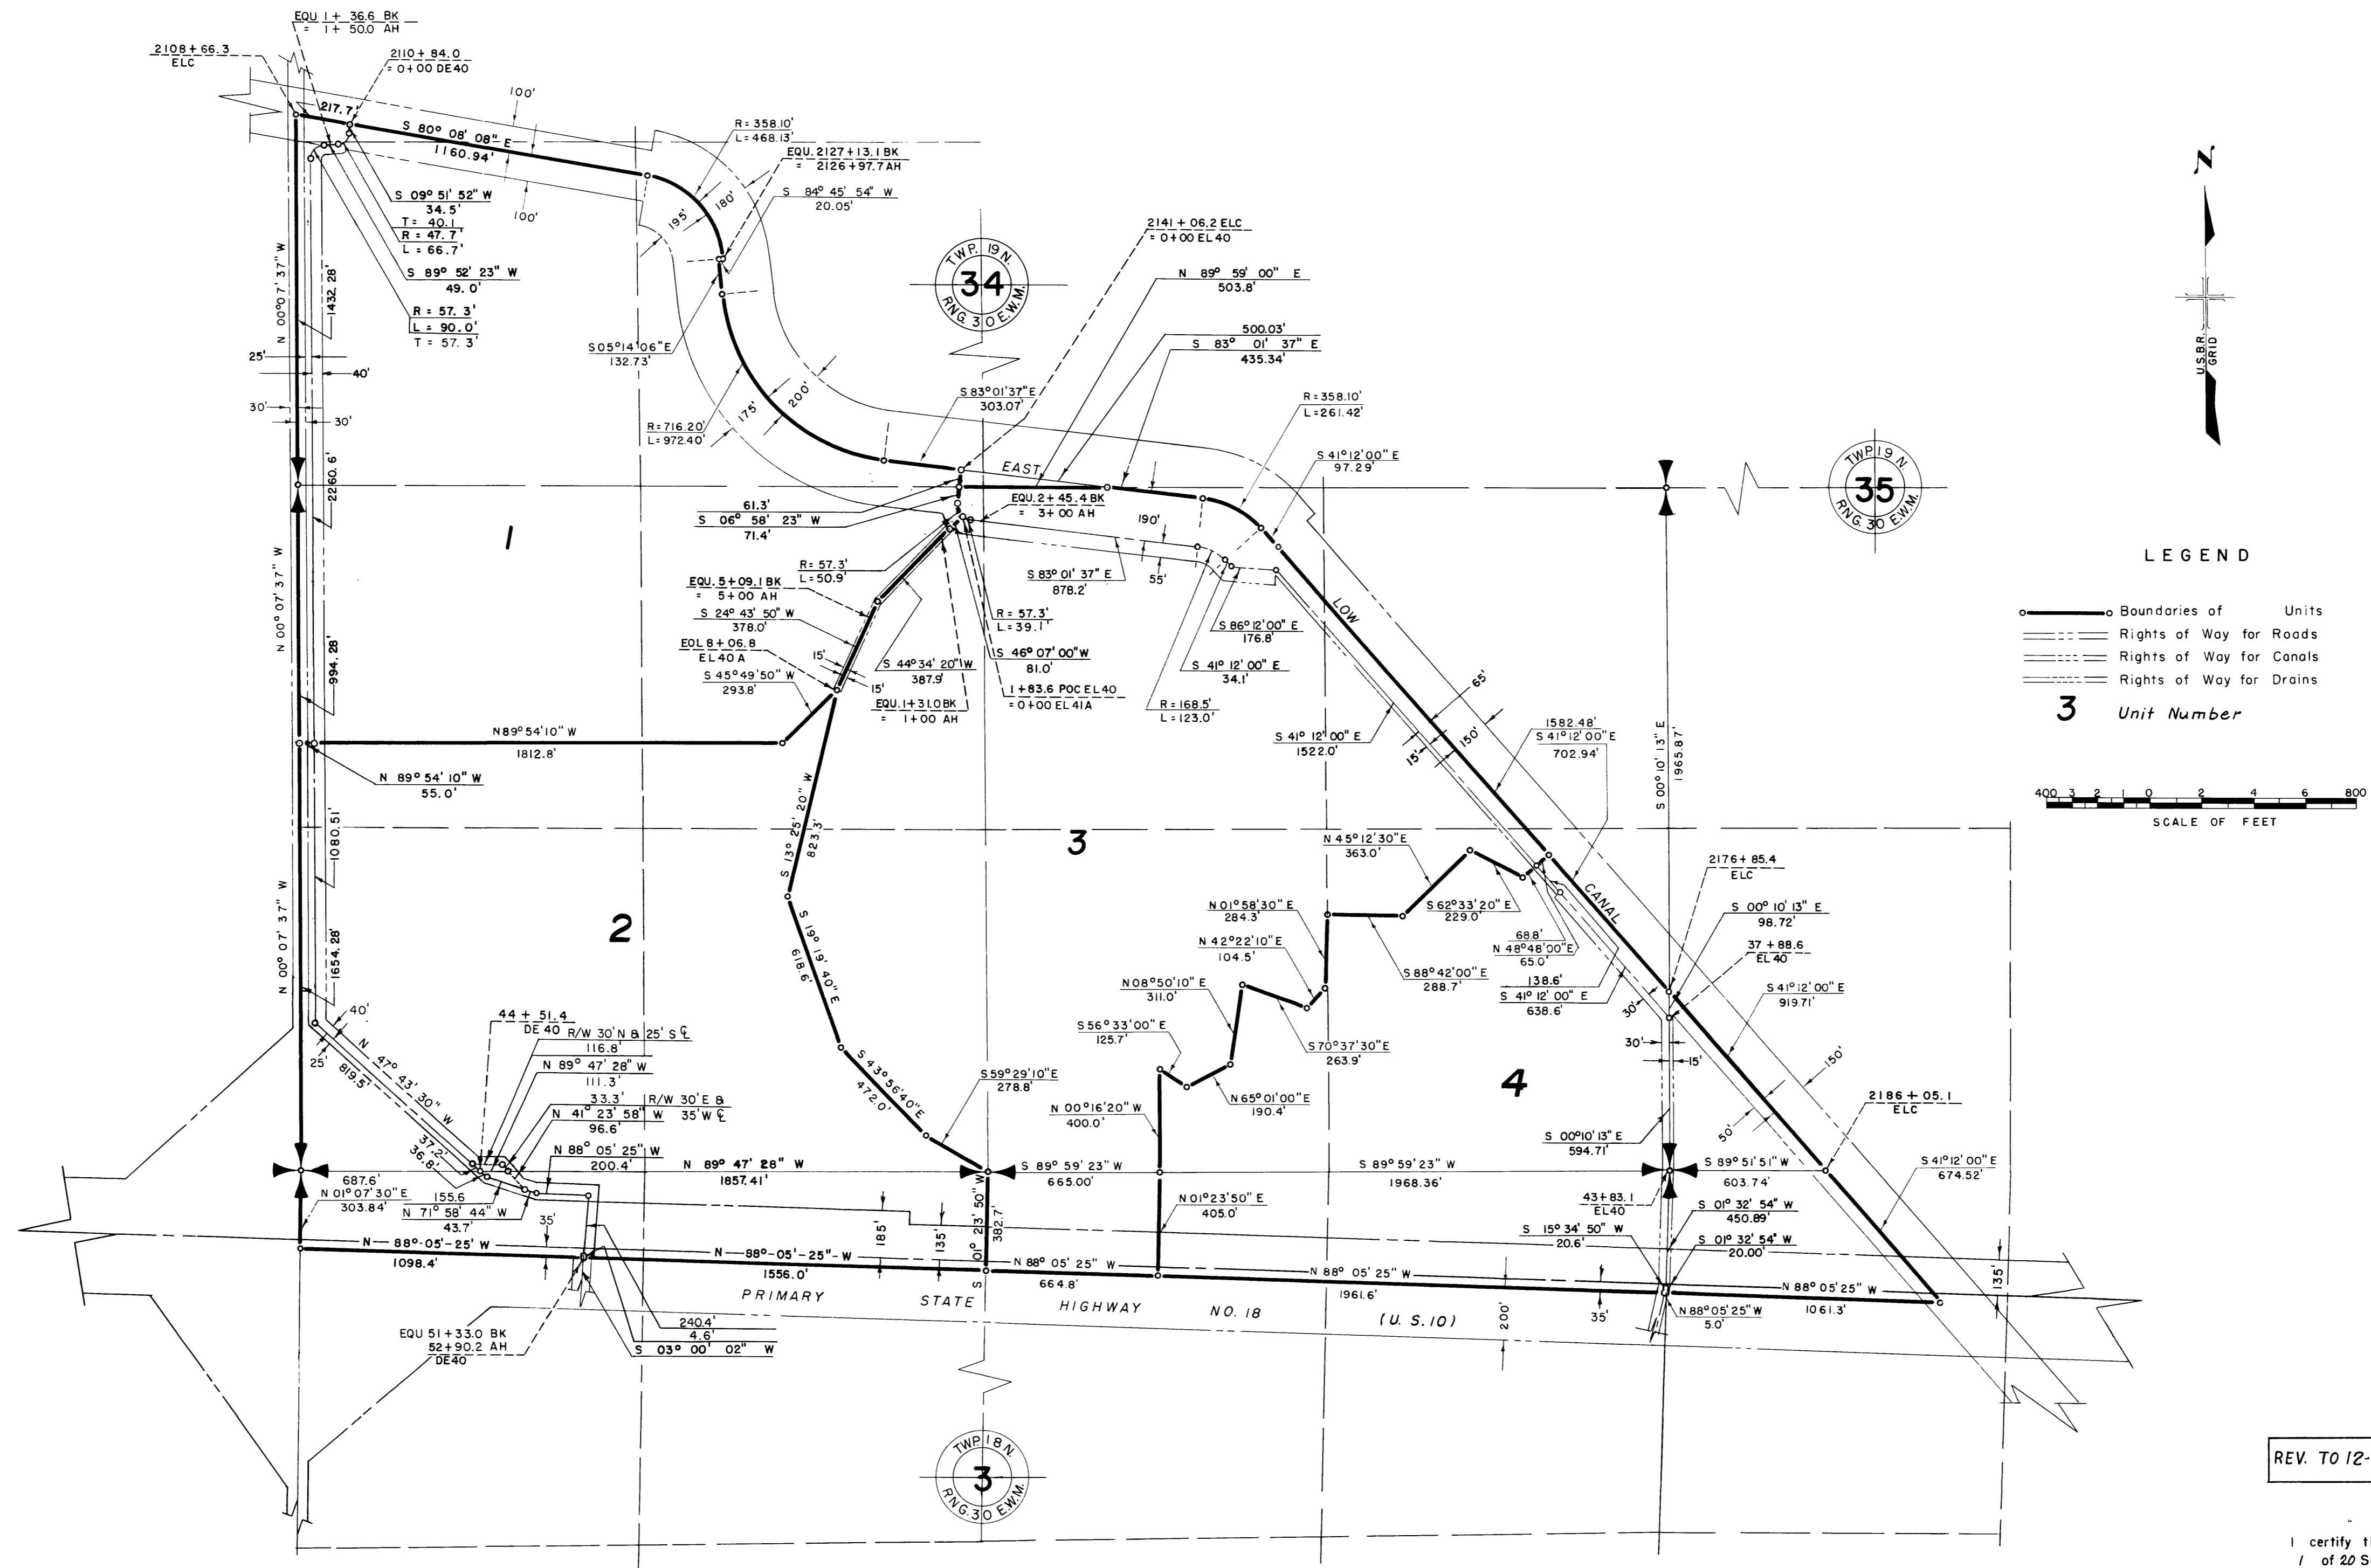 EQU 1+ 36.6 BK
= 1+ 50.0 AH
2108+66.3
ELC
2110+ 84.0
= 0+00 DE40
217.7'
100'
S 80° 08' 08" E
1160.94'
100'
R=358.10'
L=468.13'
EQU. 2127+13.1 BK
= 2126+97.7 AH
S 84° 45' 54" W
20.05'
195'
180'
S 09° 51' 52" W
34.5'
T= 40.1
R= 47.7'
L= 66.7'
S 89° 52' 23" W
49.0'
R= 57.3'
L= 90.0'
T= 57.3'
N 00° 07' 37" W
1432.28'
25'
40'
30'
30'
2260.6'
S05°14'06"E
132.73'
R=716.20'
L=972.40'
175'
200'
TWP. 19 N.
34
RNG. 30 E.W.M.
2141+06.2 ELC
= 0+00 EL40
N 89° 59' 00" E
503.8'
500.03'
S 83° 01' 37" E
435.34'
S83°01'37"E
303.07'
R=358.10'
L=261.42'
S41°12'00"E
97.29'
EAST
EQU. 2+45.4 BK
= 3+00 AH
61.3'
S 06° 58' 23" W
71.4'
190'
TWP. 19 N.
35
RNG. 30 E.W.M.
N
U.S.B.R.
GRID
LEGEND
Boundaries of Units
Rights of Way for Roads
Rights of Way for Canals
Rights of Way for Drains
3 Unit Number
400 3 2 1 0 2 4 6 800
SCALE OF FEET
1
N 00° 07' 37" W
994.28'
R= 57.3'
L=50.9'
EQU. 5+09.1 BK
= 5+00 AH
S 24° 43' 50" W
378.0'
EOL 8+06.8
EL40 A
S45°49'50" W
293.8'
15'
15'
S 44°34' 20" W
387.9'
EQU. 1+31.0 BK
= 1+00 AH
R= 57.3'
L=39.1'
S 46° 07' 00" W
81.0'
1+83.6 POC EL40
=0+00 EL41A
S 83° 01' 37" E
878.2'
55'
S86°12'00"E
176.8'
S 41° 12' 00" E
34.1'
R=168.5'
L=123.0'
LOW
65'
150'
15'
S 41° 12' 00" E
1522.0'
1582.48'
S 41°12'00"E
702.94'
S 00° 10' 13" E
1965.87'
N89°54'10" W
1812.8'
N 89° 54' 10" W
55.0'
1080.51'
S 13° 25' 20" W
823.3'
3
2
N 00° 07' 37" W
1654.28'
S 19° 19' 40" E
618.6'
N 45°12'30"E
363.0'
N01°58'30" E
284.3'
S62°33'20"E
229.0'
N 42°22'10"E
104.5'
68.8'
N 48°48'00"E
65.0'
S 88°42'00"E
288.7'
138.6'
S 41° 12' 00" E
638.6'
CANAL
2176+85.4
ELC
S 00° 10' 13" E
98.72'
37 + 88.6
EL40
S41°12'00"E
919.71'
N08°50'10"E
311.0'
S56°33'00"E
125.7'
S70°37'30"E
263.9'
30'
30'
15'
4
40'
25'
N 47° 43' 30" W
819.5'
44 + 51.4
DE 40
R/W 30'N & 25' S ℄
116.8'
N 89° 47' 28" W
111.3'
33.3'
R/W 30'E &
35'W ℄
N 41° 23' 58" W
96.6'
S 43°56'40"E
472.0'
S59°29'10"E
278.8'
N 00°16'20" W
400.0'
N65°01'00"E
190.4'
150'
50'
2186+05.1
ELC
S 00°10'13"E
594.71'
37.2'
36.8'
N 88° 05' 25" W
200.4'
N 89° 47' 28" W
1857.41'
S 89° 59' 23" W
665.00'
S 89°59'23" W
1968.36'
S 89°51'51" W
603.74'
S 41°12'00"E
674.52'
687.6'
N 01°07'30"E
303.84'
155.6
N 71° 58' 44" W
43.7'
35'
185'
135'
S 01° 23' 50" W
382.7'
N01°23'50" E
405.0'
43+83.1
EL40
S 15° 34' 50" W
20.6'
S 01° 32' 54" W
450.89'
S 01° 32' 54" W
20.00'
N-88°-05'-25" W
1098.4'
N-88°-05'-25"-W
1556.0'
N 88° 05' 25" W
664.8'
N 88° 05' 25" W
1961.6'
N 88°05'25" W
1061.3'
135'
PRIMARY STATE HIGHWAY NO. 18 (U. S. 10)
200'
35'
N88°05'25" W
5.0'
EQU 51+33.0 BK
52+90.2 AH
DE40
240.4'
4.6'
S 03° 00' 02" W
TWP. 18 N.
3
RNG. 30 E.W.M.
REV. TO 12-
I certify t
1 of 20 S